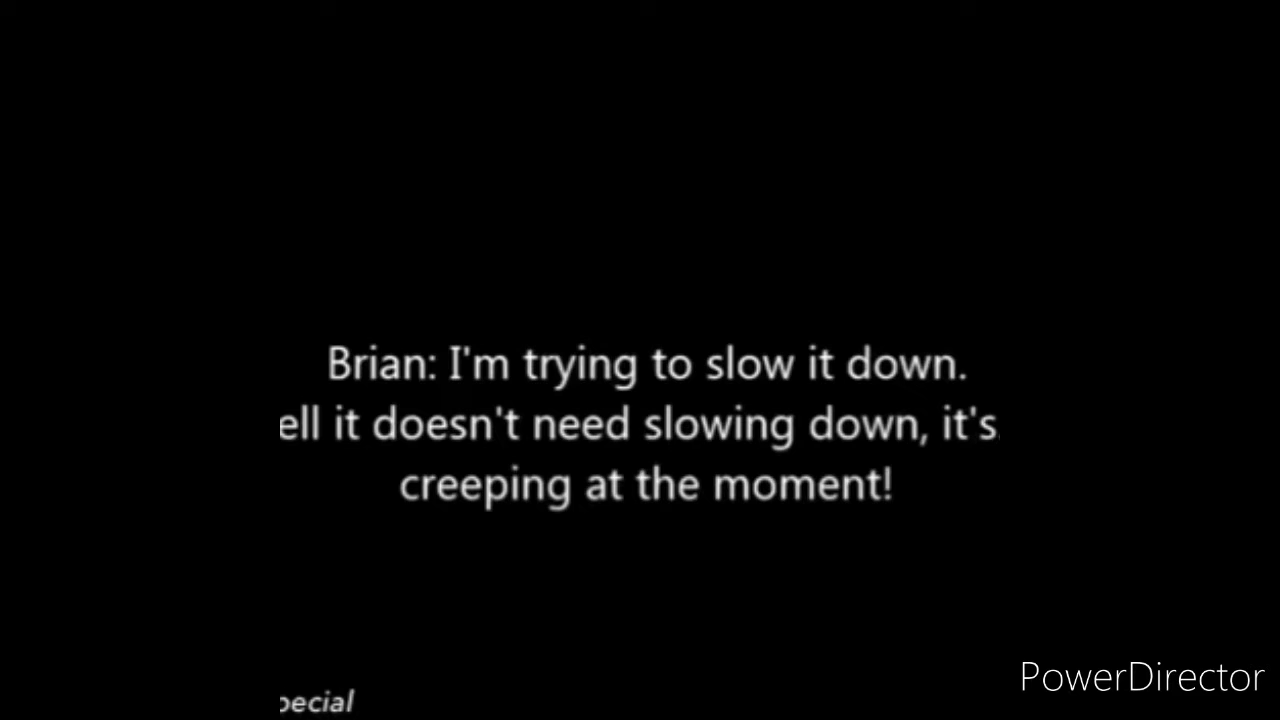 Brian: I'm trying to slow it down.
ell it doesn't need slowing down, it's
creeping at the moment!
pecial
PowerDirector